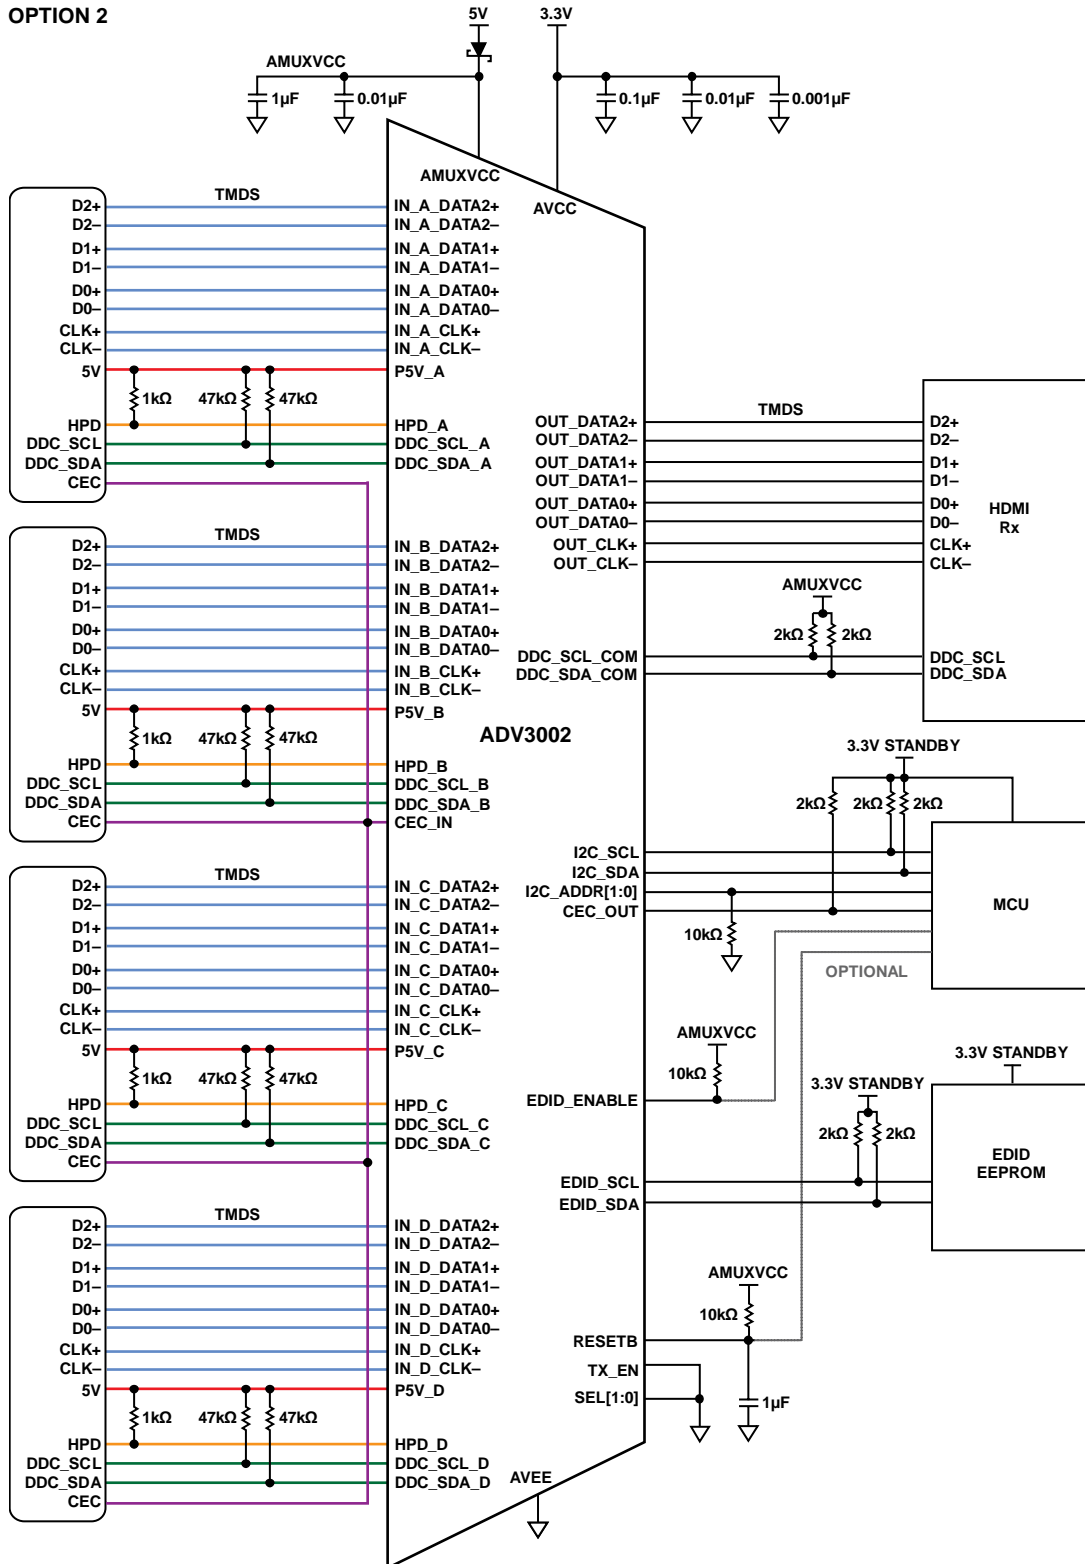 OPTION 2
5V
3.3V
AMUXVCC
1µF
0.01µF
0.1µF
0.01µF
0.001µF
AMUXVCC
AVCC
TMDS
D2+
D2–
D1+
D1–
D0+
D0–
CLK+
CLK–
5V
1kΩ
47kΩ
47kΩ
HPD
DDC_SCL
DDC_SDA
CEC
IN_A_DATA2+
IN_A_DATA2–
IN_A_DATA1+
IN_A_DATA1–
IN_A_DATA0+
IN_A_DATA0–
IN_A_CLK+
IN_A_CLK–
P5V_A
HPD_A
DDC_SCL_A
DDC_SDA_A
TMDS
D2+
D2–
D1+
D1–
D0+
D0–
CLK+
CLK–
5V
1kΩ
47kΩ
47kΩ
HPD
DDC_SCL
DDC_SDA
CEC
IN_B_DATA2+
IN_B_DATA2–
IN_B_DATA1+
IN_B_DATA1–
IN_B_DATA0+
IN_B_DATA0–
IN_B_CLK+
IN_B_CLK–
P5V_B
HPD_B
DDC_SCL_B
DDC_SDA_B
CEC_IN
TMDS
D2+
D2–
D1+
D1–
D0+
D0–
CLK+
CLK–
5V
1kΩ
47kΩ
47kΩ
HPD
DDC_SCL
DDC_SDA
CEC
IN_C_DATA2+
IN_C_DATA2–
IN_C_DATA1+
IN_C_DATA1–
IN_C_DATA0+
IN_C_DATA0–
IN_C_CLK+
IN_C_CLK–
P5V_C
HPD_C
DDC_SCL_C
DDC_SDA_C
TMDS
D2+
D2–
D1+
D1–
D0+
D0–
CLK+
CLK–
5V
1kΩ
47kΩ
47kΩ
HPD
DDC_SCL
DDC_SDA
CEC
IN_D_DATA2+
IN_D_DATA2–
IN_D_DATA1+
IN_D_DATA1–
IN_D_DATA0+
IN_D_DATA0–
IN_D_CLK+
IN_D_CLK–
P5V_D
HPD_D
DDC_SCL_D
DDC_SDA_D
ADV3002
AVEE
OUT_DATA2+
OUT_DATA2–
OUT_DATA1+
OUT_DATA1–
OUT_DATA0+
OUT_DATA0–
OUT_CLK+
OUT_CLK–
DDC_SCL_COM
DDC_SDA_COM
TMDS
AMUXVCC
2kΩ
2kΩ
D2+
D2–
D1+
D1–
D0+
D0–
CLK+
CLK–
DDC_SCL
DDC_SDA
HDMI
Rx
3.3V STANDBY
2kΩ
2kΩ
2kΩ
I2C_SCL
I2C_SDA
I2C_ADDR[1:0]
CEC_OUT
10kΩ
MCU
OPTIONAL
AMUXVCC
10kΩ
EDID_ENABLE
3.3V STANDBY
3.3V STANDBY
2kΩ
2kΩ
EDID_SCL
EDID_SDA
EDID
EEPROM
AMUXVCC
10kΩ
RESETB
TX_EN
SEL[1:0]
1µF